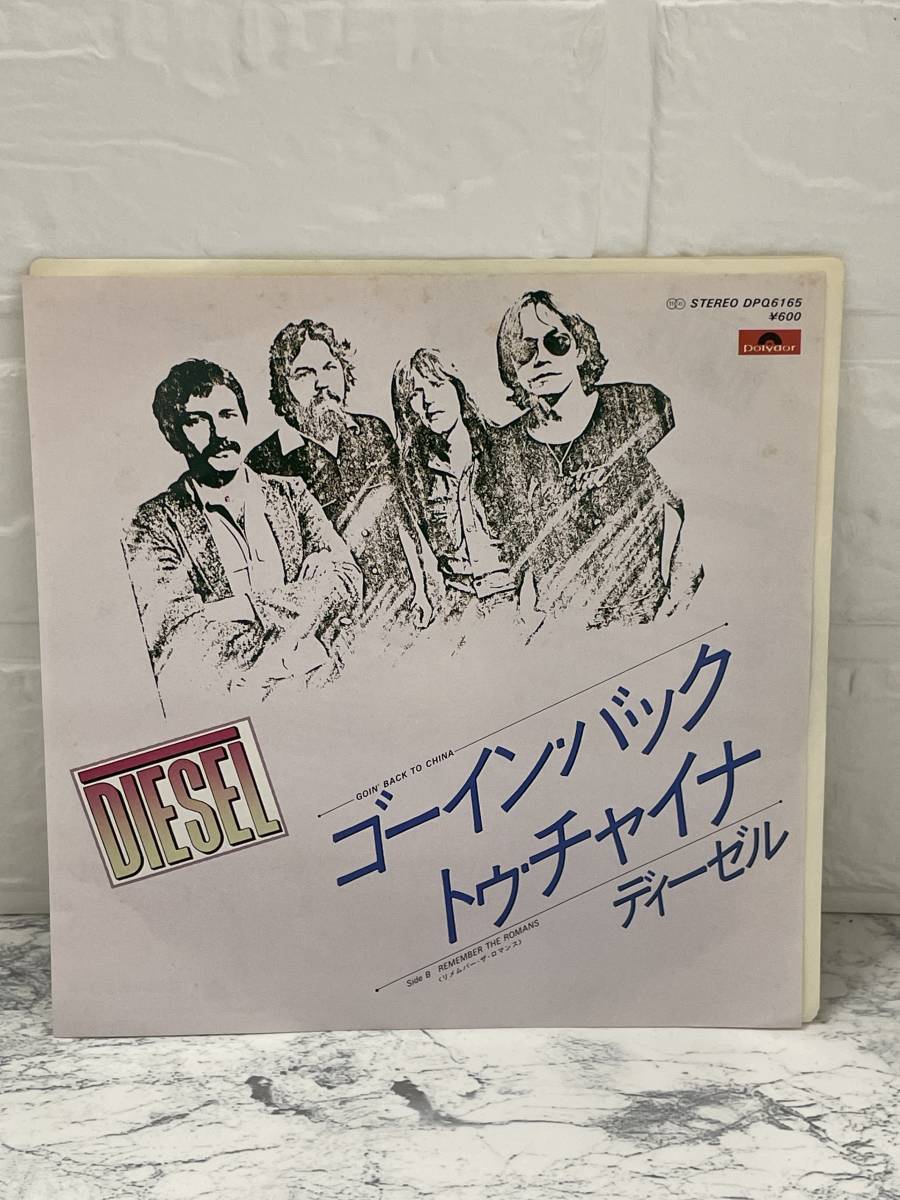 STEREO DPQ6165
¥600
Polydor
DIESEL
GOIN' BACK TO CHINA
ゴーイン・バック
トゥ・チャイナ
ディーゼル
Side B REMEMBER THE ROMANS
(リメムバー・ザ・ロマンス)